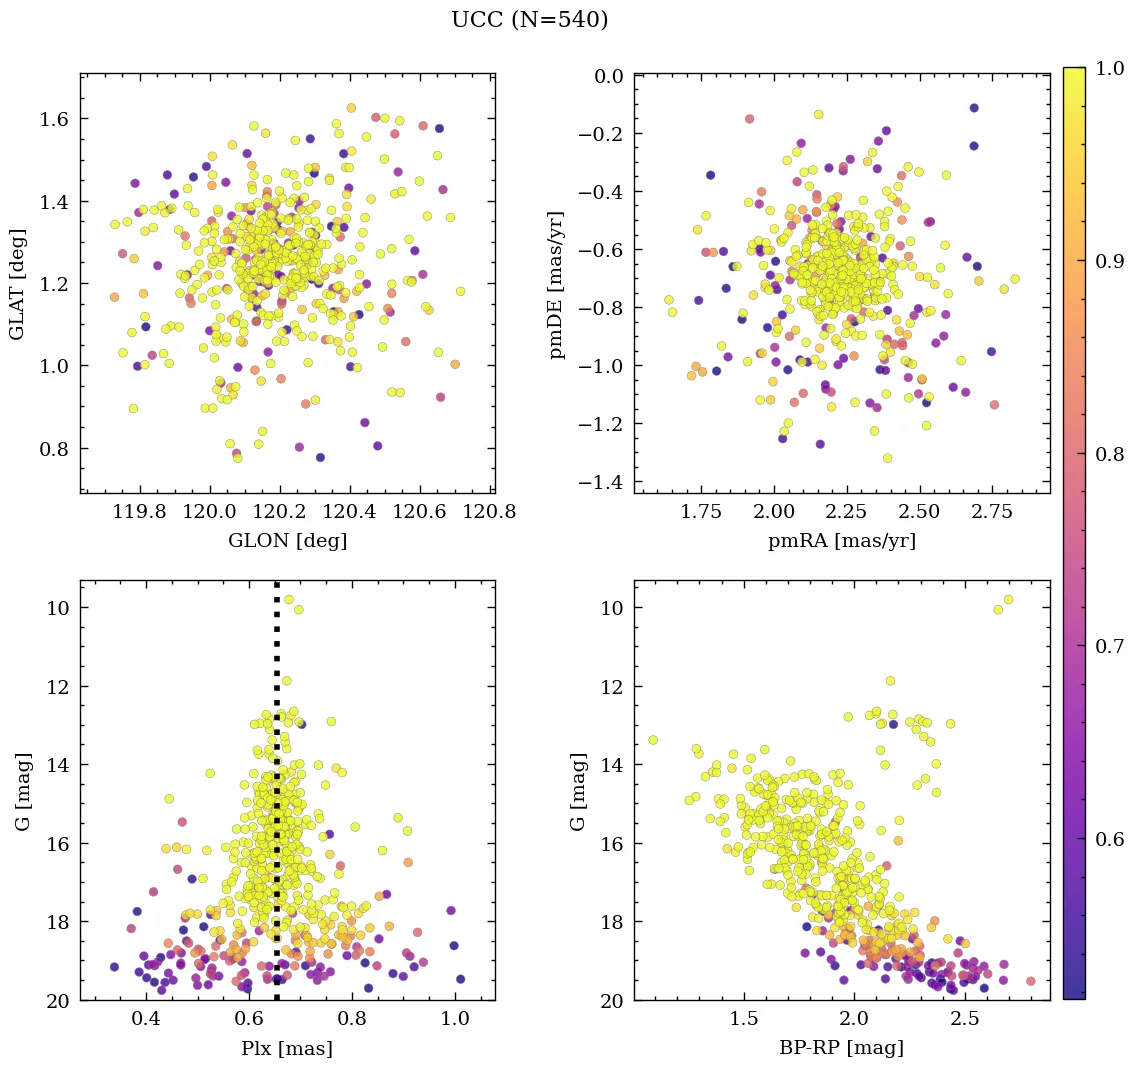 UCC (N=540)
1.6
1.4
1.2
1.0
0.8
GLAT [deg]
119.8 120.0 120.2 120.4 120.6 120.8
GLON [deg]
0.0
−0.2
−0.4
−0.6
−0.8
−1.0
−1.2
−1.4
pmDE [mas/yr]
1.75 2.00 2.25 2.50 2.75
pmRA [mas/yr]
1.0
0.9
0.8
0.7
0.6
10
12
14
16
18
20
G [mag]
0.4 0.6 0.8 1.0
Plx [mas]
10
12
14
16
18
20
G [mag]
1.5 2.0 2.5
BP-RP [mag]